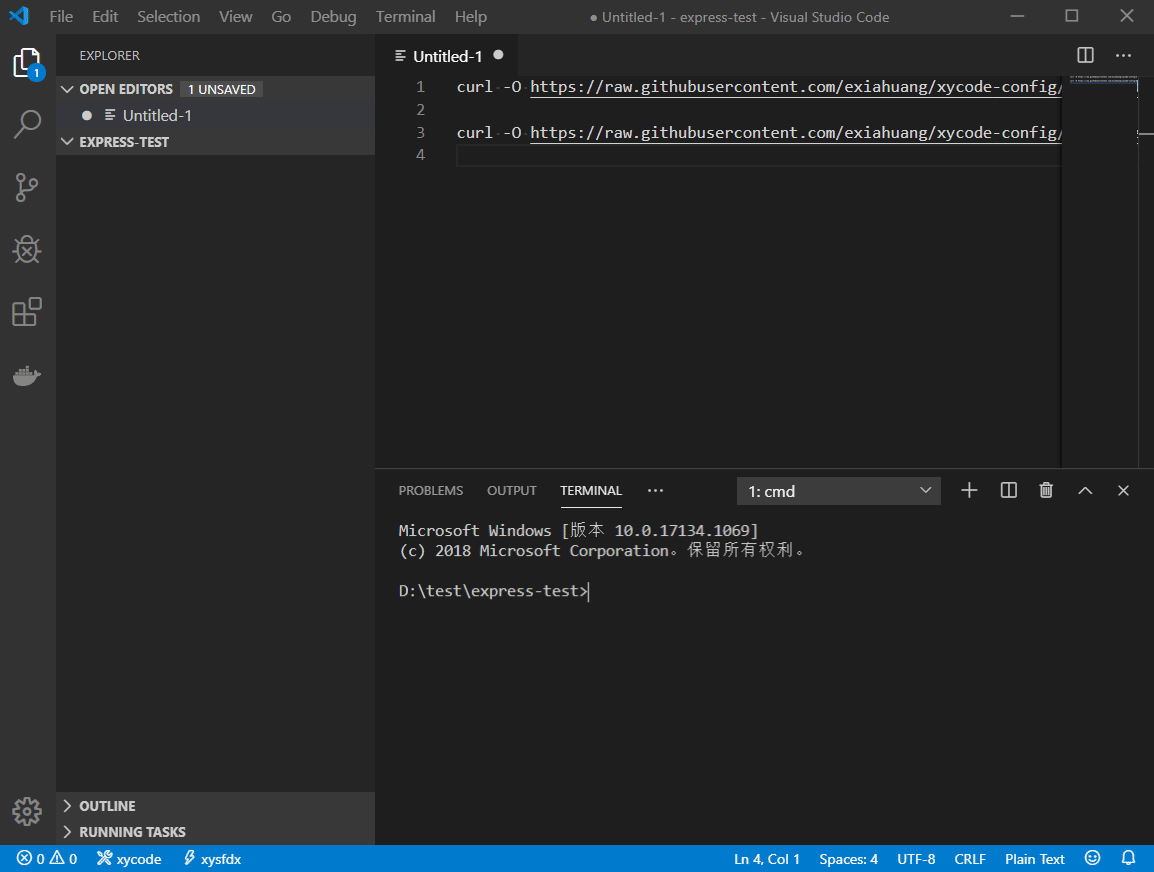 File Edit Selection View Go Debug Terminal Help ● Untitled-1 - express-test - Visual Studio Code
EXPLORER
OPEN EDITORS 1 UNSAVED
Untitled-1
EXPRESS-TEST
Untitled-1
1 curl -O https://raw.githubusercontent.com/exiahuang/xycode-config/
2
3 curl -O https://raw.githubusercontent.com/exiahuang/xycode-config/
4
1
PROBLEMS OUTPUT TERMINAL ··· 1: cmd
Microsoft Windows [版本 10.0.17134.1069]
(c) 2018 Microsoft Corporation。保留所有权利。
D:\test\express-test>
OUTLINE
RUNNING TASKS
0 0 xycode xysfdx Ln 4, Col 1 Spaces: 4 UTF-8 CRLF Plain Text